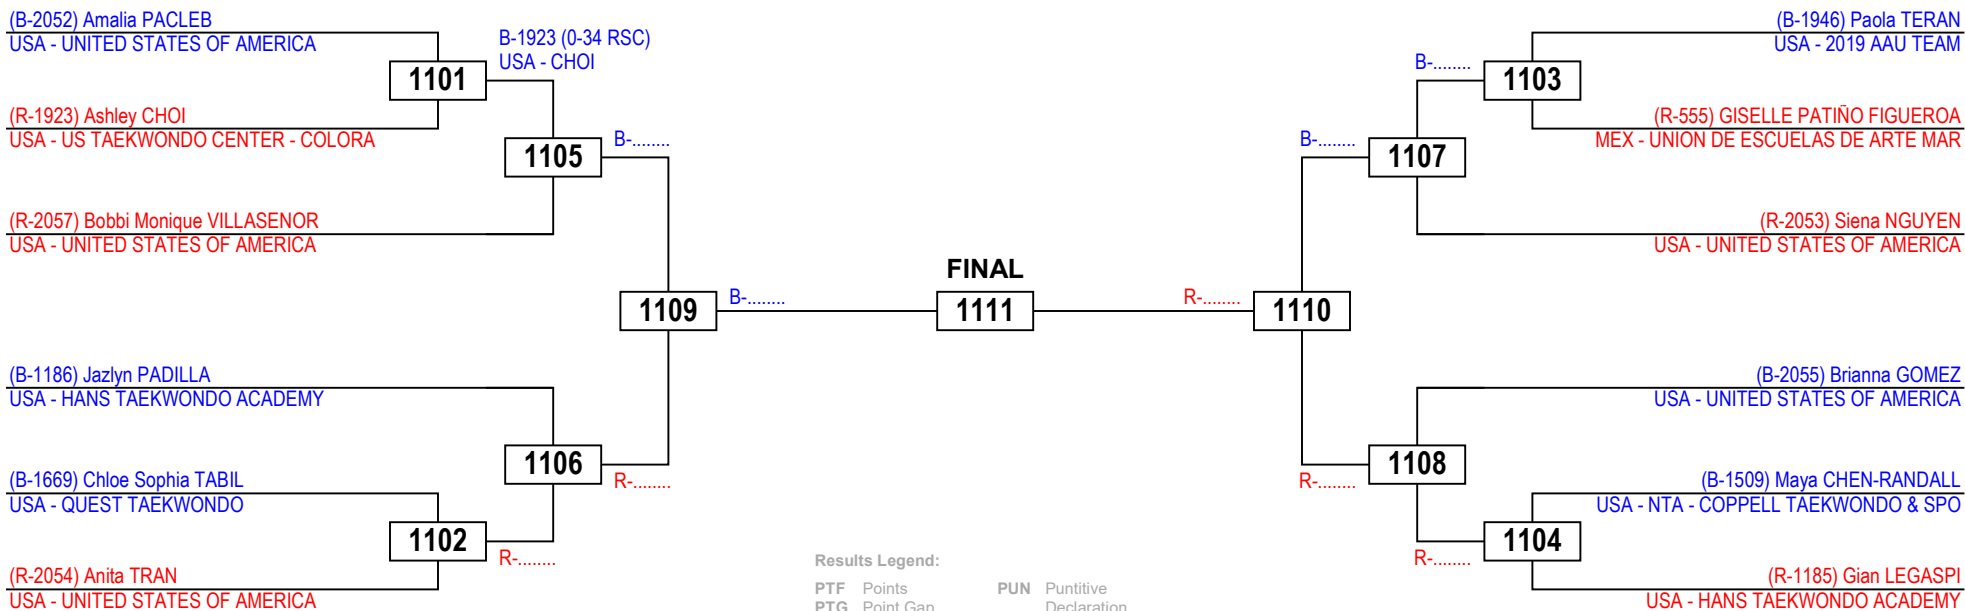 (B-2052) Amalia PACLEB
USA - UNITED STATES OF AMERICA
B-1923 (0-34 RSC)
USA - CHOI
1101
(R-1923) Ashley CHOI
USA - US TAEKWONDO CENTER - COLORA
1105
B-........
(R-2057) Bobbi Monique VILLASENOR
USA - UNITED STATES OF AMERICA
1109
B-........
(B-1186) Jazlyn PADILLA
USA - HANS TAEKWONDO ACADEMY
1106
R-........
(B-1669) Chloe Sophia TABIL
USA - QUEST TAEKWONDO
1102
R-........
(R-2054) Anita TRAN
USA - UNITED STATES OF AMERICA
FINAL
1111
(B-1946) Paola TERAN
USA - 2019 AAU TEAM
B-........
1103
(R-555) GISELLE PATIÑO FIGUEROA
MEX - UNION DE ESCUELAS DE ARTE MAR
B-........
1107
(R-2053) Siena NGUYEN
USA - UNITED STATES OF AMERICA
R-........
1110
(B-2055) Brianna GOMEZ
USA - UNITED STATES OF AMERICA
1108
R-........
(B-1509) Maya CHEN-RANDALL
USA - NTA - COPPELL TAEKWONDO & SPO
1104
R-........
(R-1185) Gian LEGASPI
USA - HANS TAEKWONDO ACADEMY
Results Legend:
PTF Points PUN Puntitive
PTG Point Gap Declaration